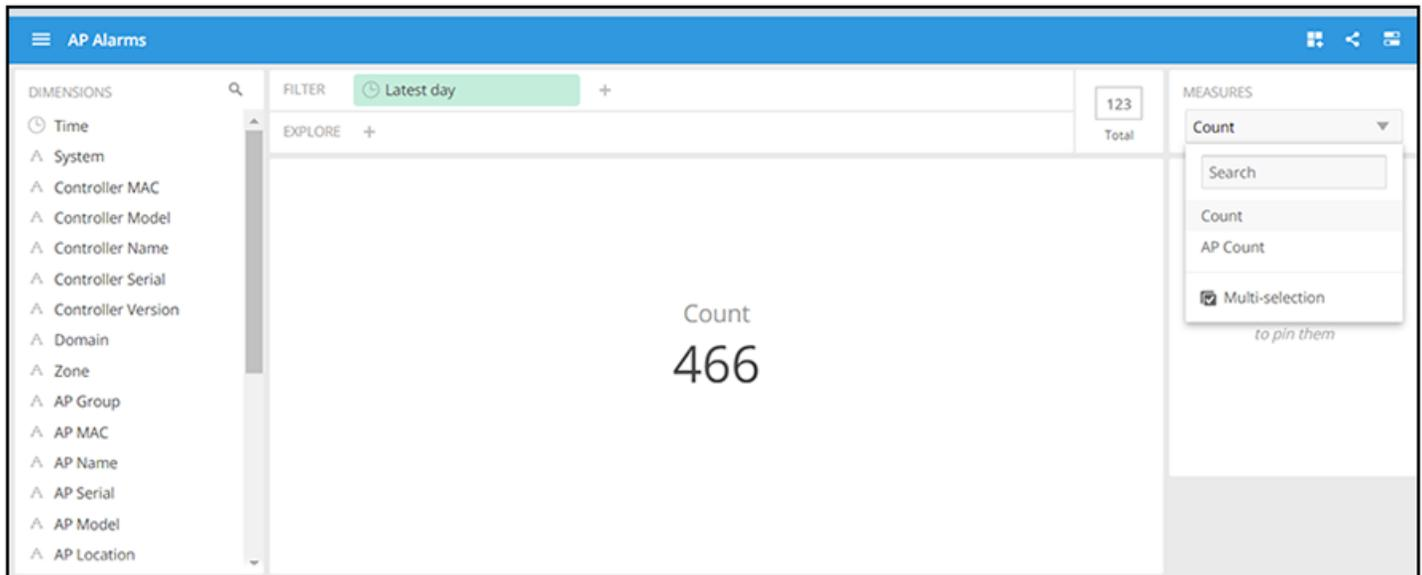 AP Alarms
DIMENSIONS
Time
System
Controller MAC
Controller Model
Controller Name
Controller Serial
Controller Version
Domain
Zone
AP Group
AP MAC
AP Name
AP Serial
AP Model
AP Location
FILTER Latest day +
EXPLORE +
123
Total
Count
466
MEASURES
Count
Search
Count
AP Count
Multi-selection
to pin them